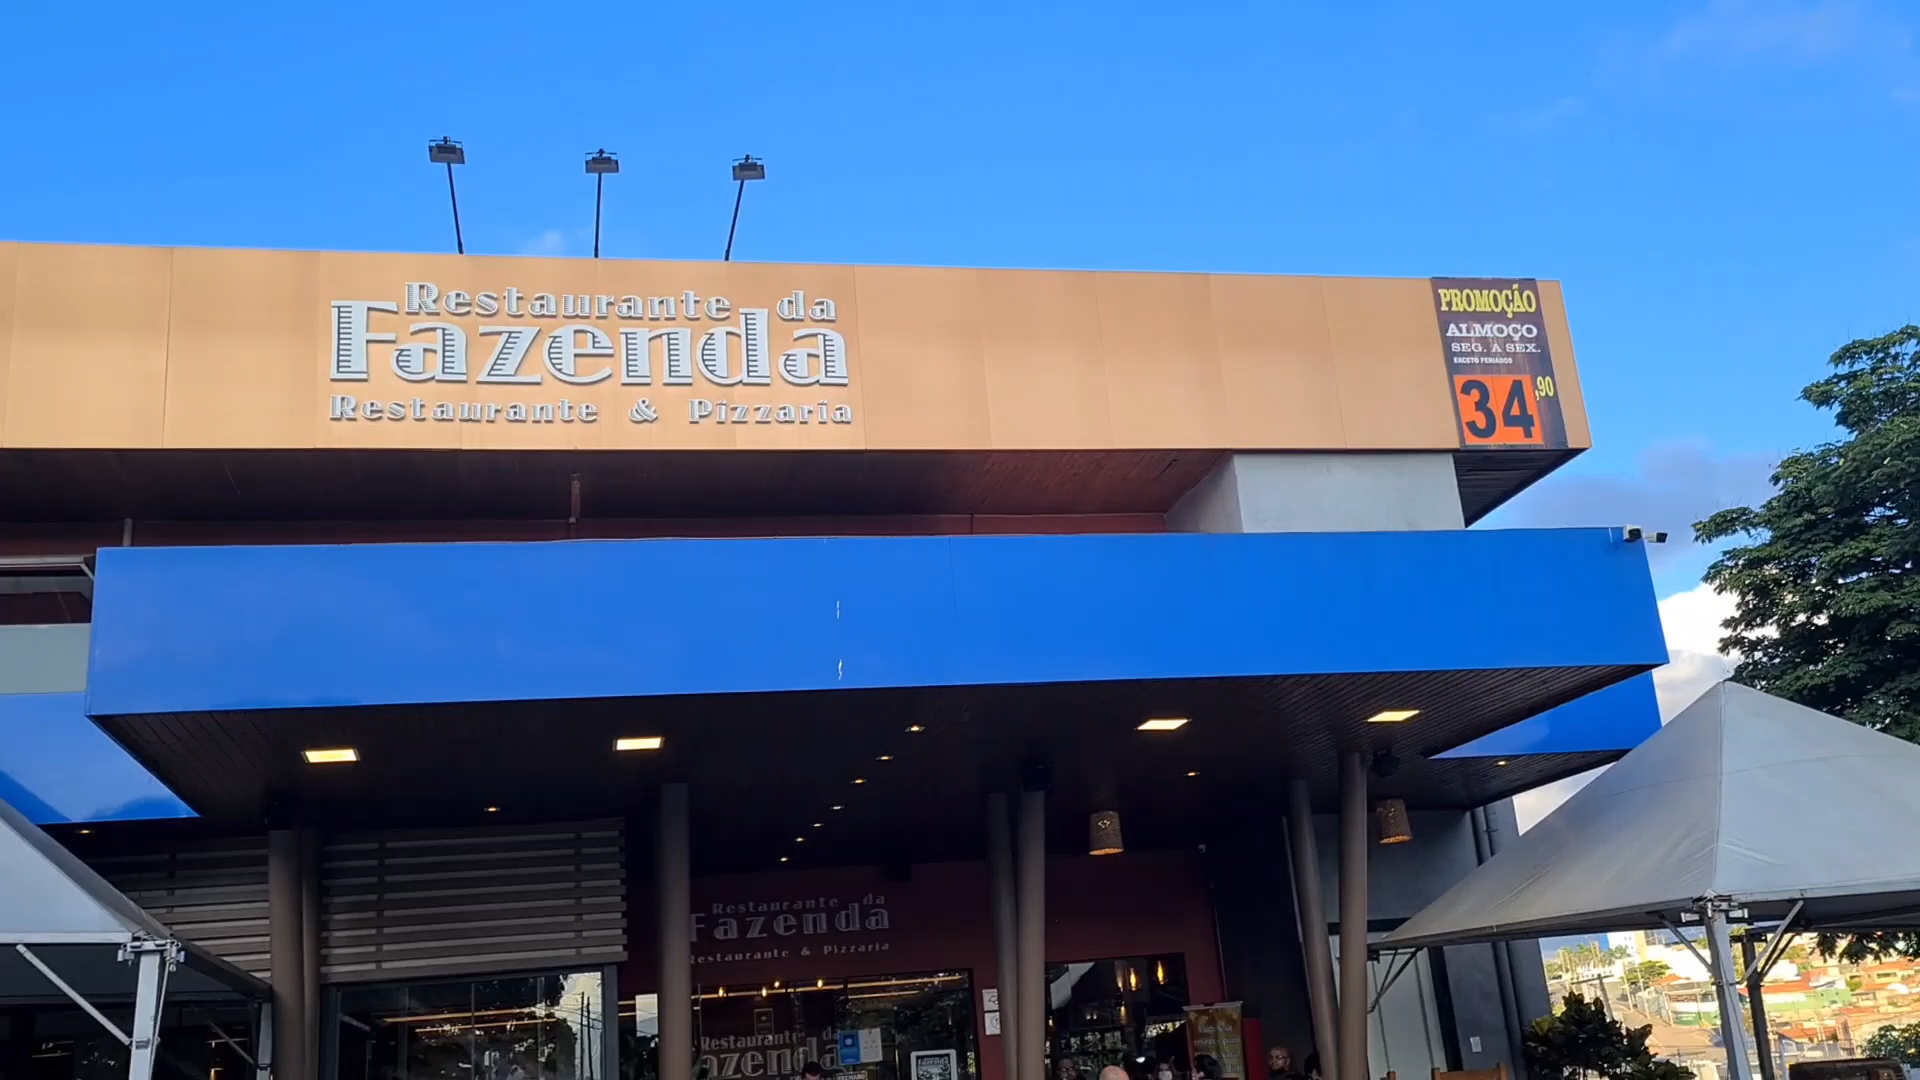 Restaurante da
Fazenda
Restaurante & Pizzaria
PROMOÇÃO
ALMOÇO
SEG. A SEX.
EXCETO FERIADOS
34,90
Restaurante da
Fazenda
Restaurante & Pizzaria
Restaurante da
Fazenda